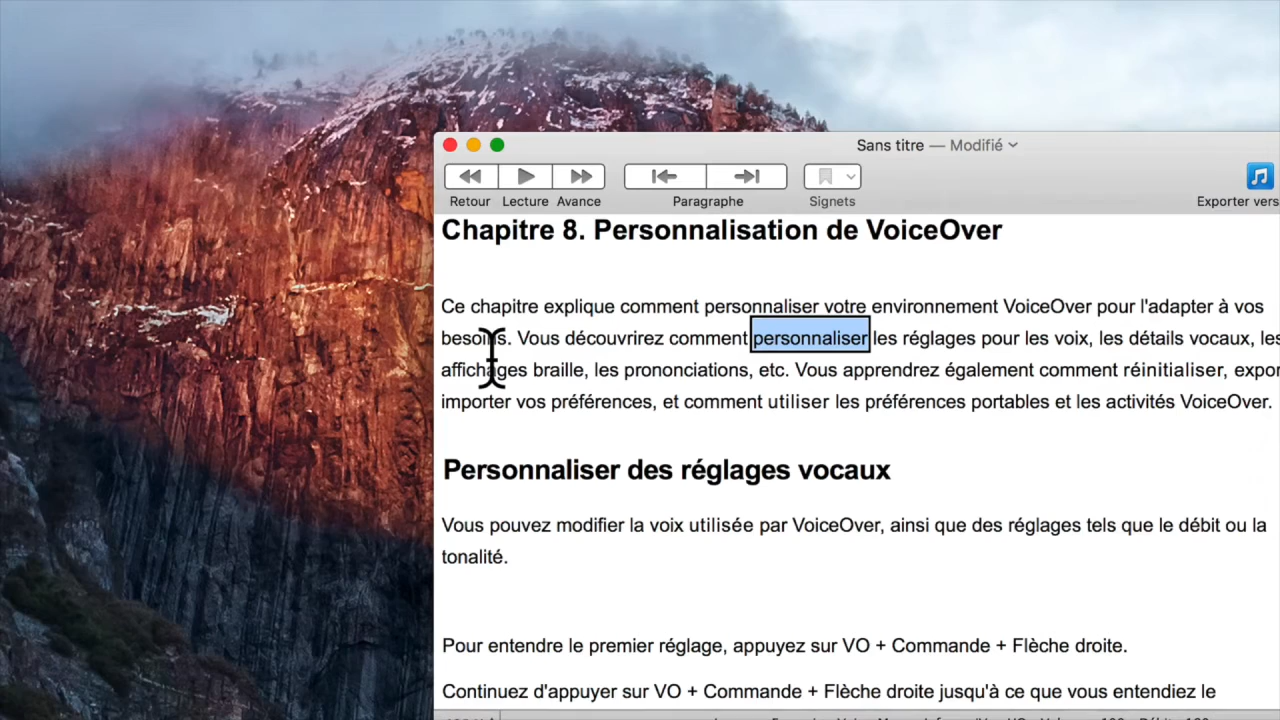 Sans titre — Modifié
Retour Lecture Avance Paragraphe Signets Exporter vers
Chapitre 8. Personnalisation de VoiceOver
Ce chapitre explique comment personnaliser votre environnement VoiceOver pour l'adapter à vos
besoins. Vous découvrirez comment personnaliser les réglages pour les voix, les détails vocaux, les
affichages braille, les prononciations, etc. Vous apprendrez également comment réinitialiser, expor
importer vos préférences, et comment utiliser les préférences portables et les activités VoiceOver.
Personnaliser des réglages vocaux
Vous pouvez modifier la voix utilisée par VoiceOver, ainsi que des réglages tels que le débit ou la
tonalité.
Pour entendre le premier réglage, appuyez sur VO + Commande + Flèche droite.
Continuez d'appuyer sur VO + Commande + Flèche droite jusqu'à ce que vous entendiez le